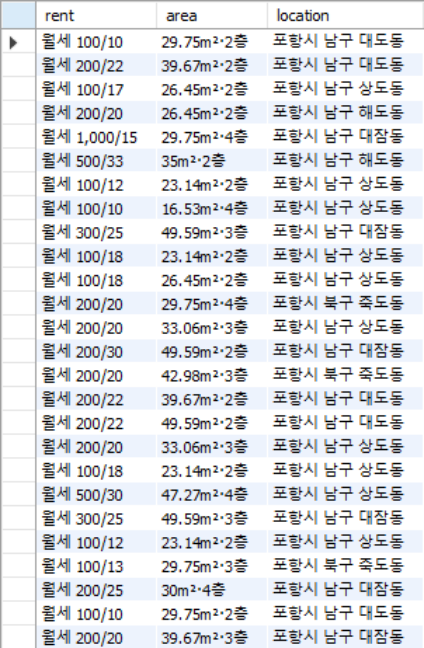 rent area location
월세 100/10 29.75m²·2층 포항시 남구 대도동
월세 200/22 39.67m²·2층 포항시 남구 대도동
월세 100/17 26.45m²·2층 포항시 남구 상도동
월세 200/20 26.45m²·2층 포항시 남구 해도동
월세 1,000/15 29.75m²·4층 포항시 남구 대잠동
월세 500/33 35m²·2층 포항시 남구 해도동
월세 100/12 23.14m²·2층 포항시 남구 상도동
월세 100/10 16.53m²·4층 포항시 남구 상도동
월세 300/25 49.59m²·3층 포항시 남구 대잠동
월세 100/18 23.14m²·2층 포항시 남구 상도동
월세 100/18 26.45m²·2층 포항시 남구 상도동
월세 200/20 29.75m²·4층 포항시 북구 죽도동
월세 200/20 33.06m²·3층 포항시 남구 상도동
월세 200/30 49.59m²·2층 포항시 남구 대잠동
월세 200/20 42.98m²·3층 포항시 북구 죽도동
월세 200/22 39.67m²·2층 포항시 남구 대도동
월세 200/22 49.59m²·2층 포항시 남구 대도동
월세 200/20 33.06m²·3층 포항시 남구 상도동
월세 100/18 23.14m²·2층 포항시 남구 상도동
월세 500/30 47.27m²·4층 포항시 남구 상도동
월세 300/25 49.59m²·3층 포항시 남구 대잠동
월세 100/12 23.14m²·2층 포항시 남구 상도동
월세 100/13 29.75m²·3층 포항시 북구 죽도동
월세 200/25 30m²·4층 포항시 남구 대잠동
월세 100/10 29.75m²·2층 포항시 남구 대도동
월세 200/20 39.67m²·3층 포항시 남구 대잠동